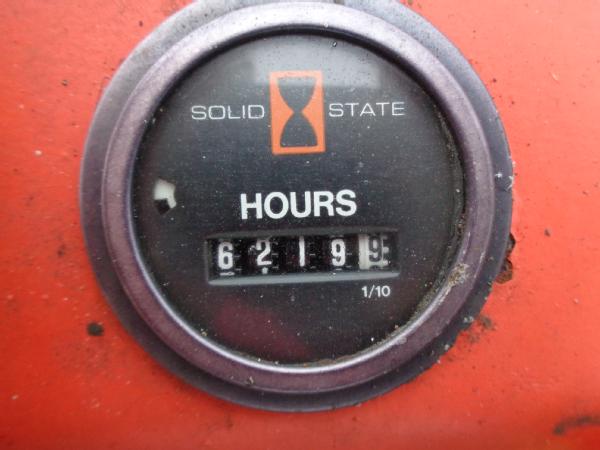 SOLID STATE
HOURS
62199
1/10